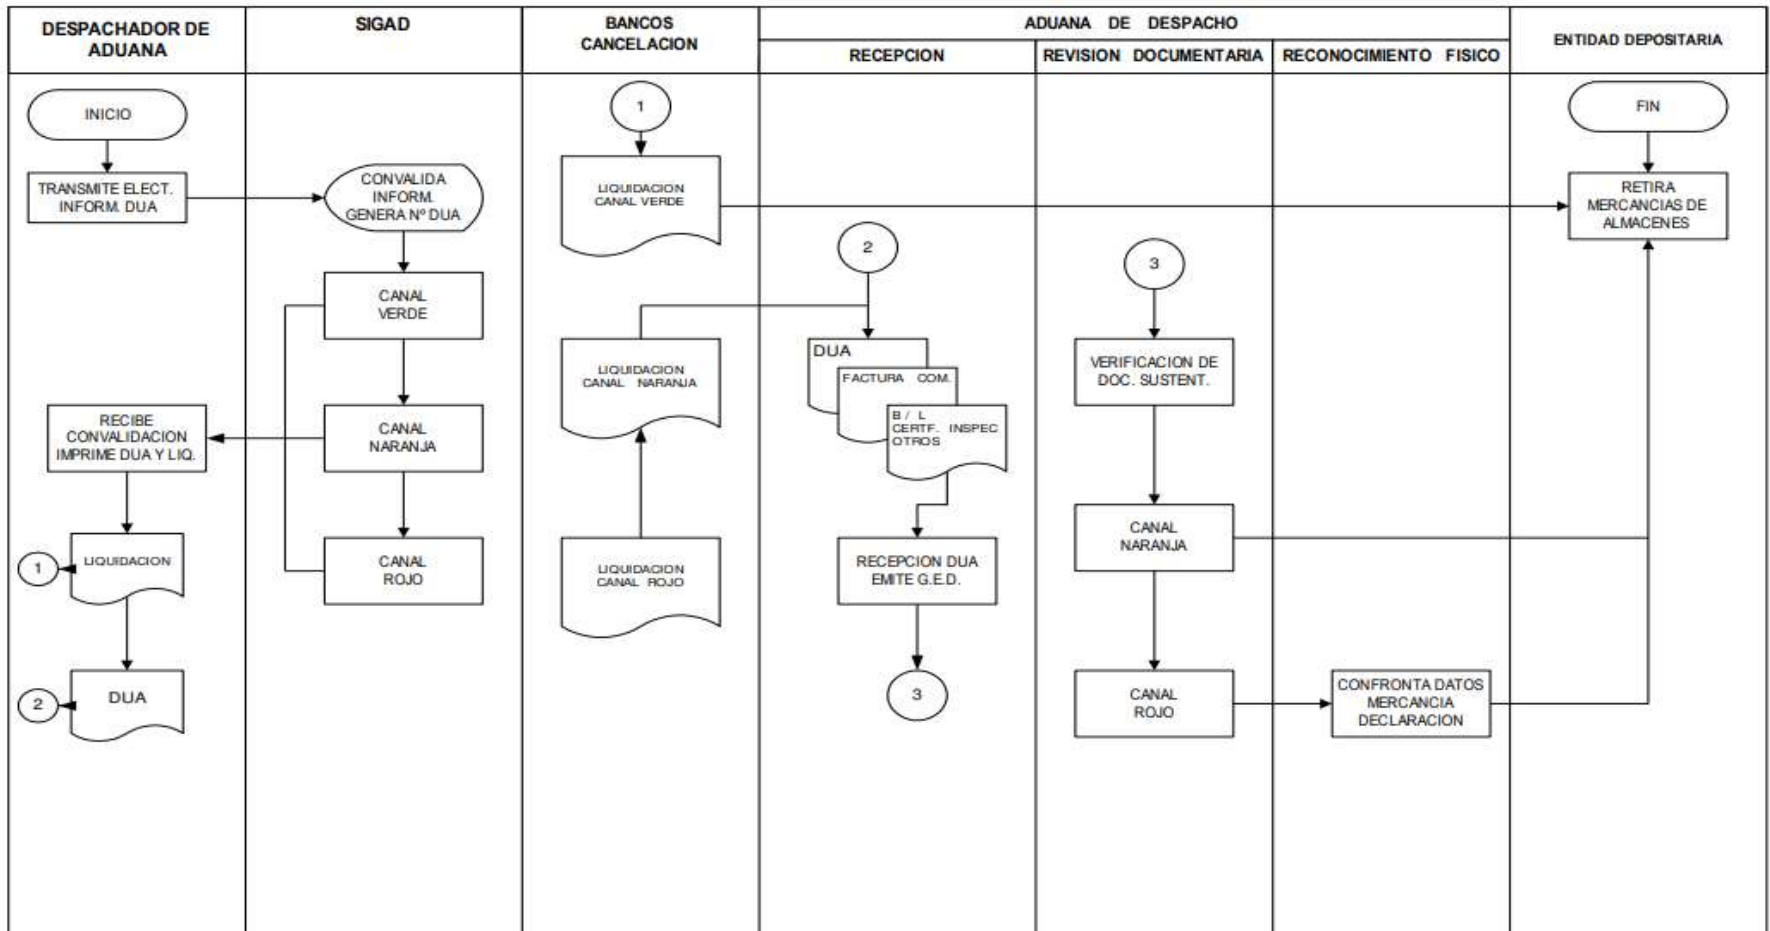 DESPACHADOR DE
ADUANA
SIGAD
BANCOS
CANCELACION
ADUANA DE DESPACHO
RECEPCION
REVISION DOCUMENTARIA
RECONOCIMIENTO FISICO
ENTIDAD DEPOSITARIA
INICIO
TRANSMITE ELECT.
INFORM. DUA
RECIBE
CONVALIDACION
IMPRIME DUA Y LIQ.
LIQUIDACION
1
DUA
2
CONVALIDA
INFORM.
GENERA Nº DUA
CANAL
VERDE
CANAL
NARANJA
CANAL
ROJO
1
LIQUIDACION
CANAL VERDE
LIQUIDACION
CANAL NARANJA
LIQUIDACION
CANAL ROJO
2
DUA
FACTURA COM.
B / L
CERTF. INSPEC
OTROS
RECEPCION DUA
EMITE G.E.D.
3
3
VERIFICACION DE
DOC. SUSTENT.
CANAL
NARANJA
CANAL
ROJO
CONFRONTA DATOS
MERCANCIA
DECLARACION
FIN
RETIRA
MERCANCIAS DE
ALMACENES